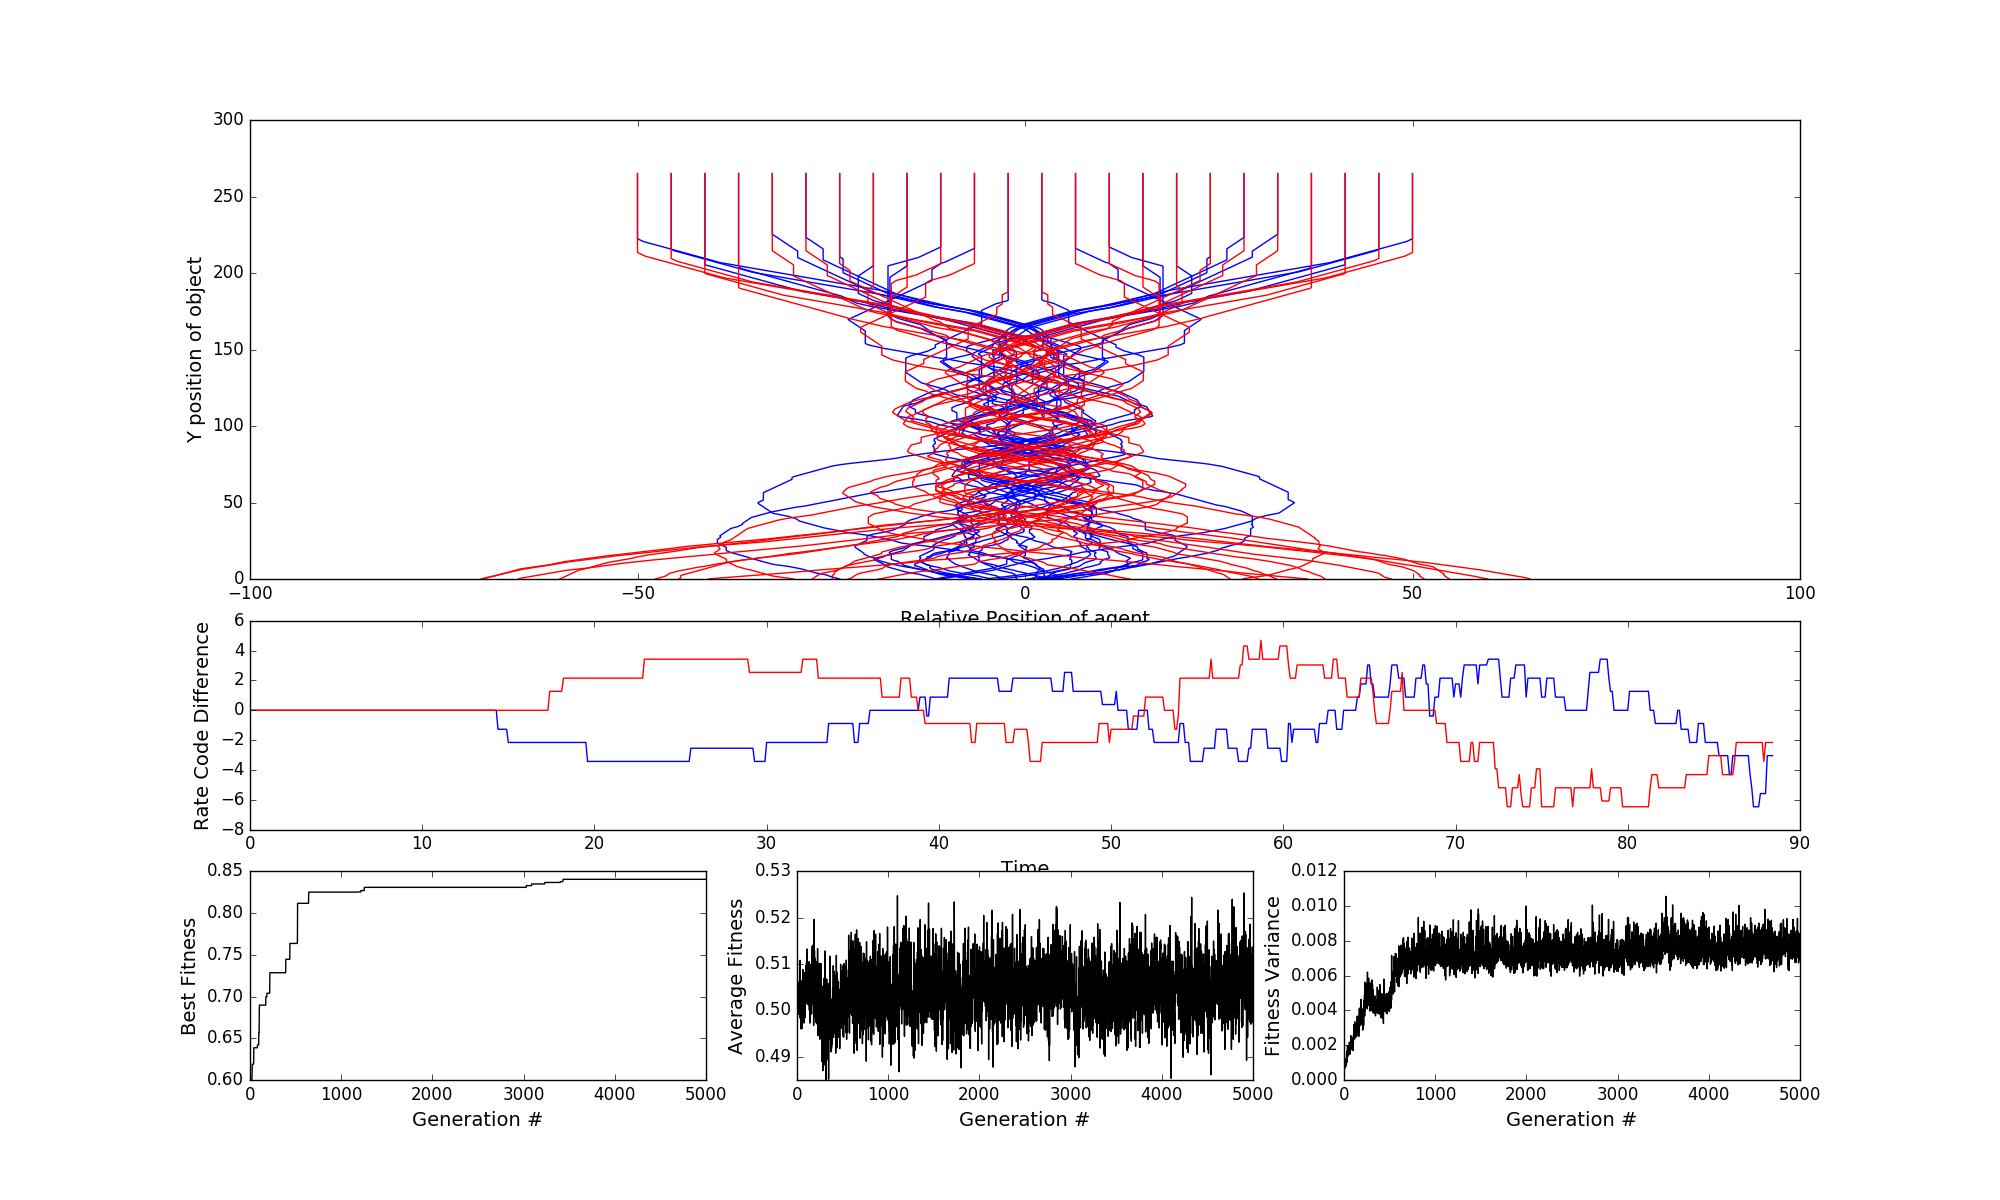 300
250
200
150
100
50
0
Y position of object
−100 −50 0 50 100
Relative Position of agent
6
4
2
0
−2
−4
−6
−8
Rate Code Difference
0 10 20 30 40 50 60 70 80 90
Time
0.85
0.80
0.75
0.70
0.65
0.60
Best Fitness
0 1000 2000 3000 4000 5000
Generation #
0.53
0.52
0.51
0.50
0.49
Average Fitness
0 1000 2000 3000 4000 5000
Generation #
0.012
0.010
0.008
0.006
0.004
0.002
0.000
Fitness Variance
0 1000 2000 3000 4000 5000
Generation #